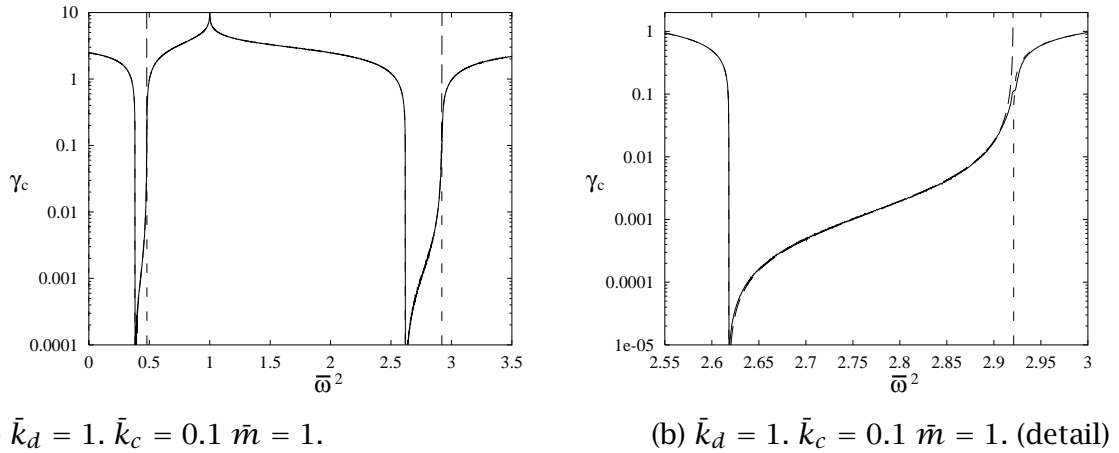 10
1
0.1
γc
0.01
0.001
0.0001
0 0.5 1 1.5 2 2.5 3 3.5
ω̅ ²
1
0.1
γc
0.01
0.001
0.0001
1e-05
2.55 2.6 2.65 2.7 2.75 2.8 2.85 2.9 2.95 3
ω̅ ²
k̄d = 1. k̄c = 0.1 m̄ = 1.
(b) k̄d = 1. k̄c = 0.1 m̄ = 1. (detail)